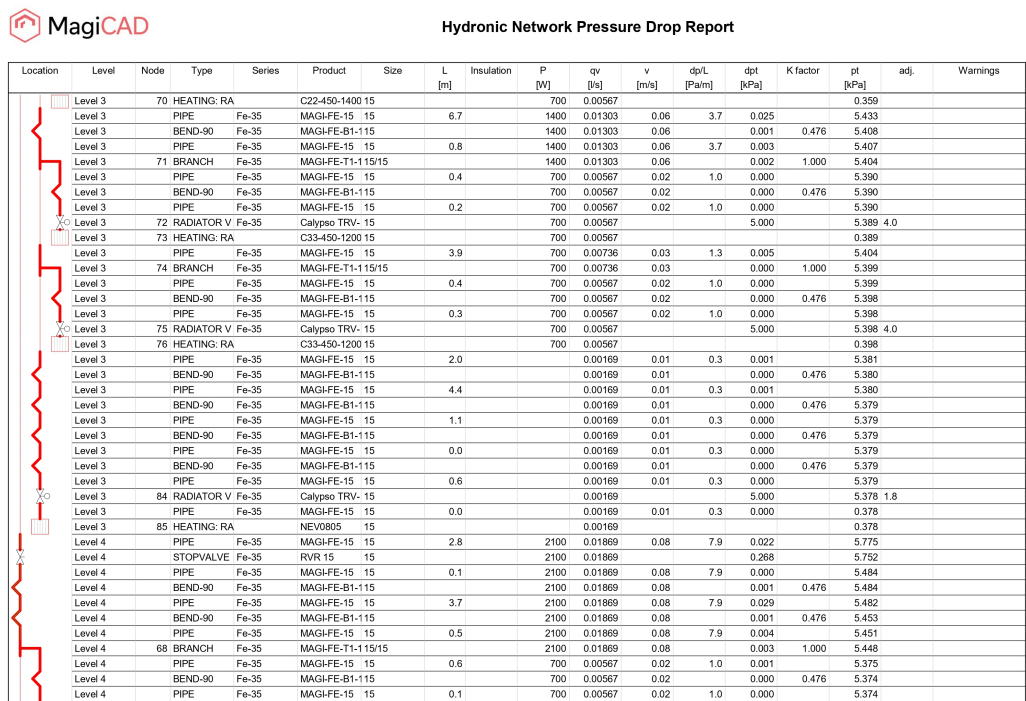 MagiCAD
Hydronic Network Pressure Drop Report
Location Level Node Type Series Product Size L Insulation P qv v dp/L dpt K factor pt adj. Warnings
[m] [W] [l/s] [m/s] [Pa/m] [kPa] [kPa]
Level 3 70 HEATING: RA C22-450-1400 15 700 0.00567 0.359
Level 3 PIPE Fe-35 MAGI-FE-15 15 6.7 1400 0.01303 0.06 3.7 0.025 5.433
Level 3 BEND-90 Fe-35 MAGI-FE-B1-1 15 1400 0.01303 0.06 0.001 0.476 5.408
Level 3 PIPE Fe-35 MAGI-FE-15 15 0.8 1400 0.01303 0.06 3.7 0.003 5.407
Level 3 71 BRANCH MAGI-FE-T1-1 15/15 1400 0.01303 0.06 0.002 1.000 5.404
Level 3 PIPE Fe-35 MAGI-FE-15 15 0.4 700 0.00567 0.02 1.0 0.000 5.390
Level 3 BEND-90 Fe-35 MAGI-FE-B1-1 15 700 0.00567 0.02 0.000 0.476 5.390
Level 3 PIPE Fe-35 MAGI-FE-15 15 0.2 700 0.00567 0.02 1.0 0.000 5.390
Level 3 72 RADIATOR V Fe-35 Calypso TRV- 15 700 0.00567 5.000 5.389 4.0
Level 3 73 HEATING: RA C33-450-1200 15 700 0.00567 0.389
Level 3 PIPE Fe-35 MAGI-FE-15 15 3.9 700 0.00736 0.03 1.3 0.005 5.404
Level 3 74 BRANCH MAGI-FE-T1-1 15/15 700 0.00736 0.03 0.000 1.000 5.399
Level 3 PIPE Fe-35 MAGI-FE-15 15 0.4 700 0.00567 0.02 1.0 0.000 5.399
Level 3 BEND-90 Fe-35 MAGI-FE-B1-1 15 700 0.00567 0.02 0.000 0.476 5.398
Level 3 PIPE Fe-35 MAGI-FE-15 15 0.3 700 0.00567 0.02 1.0 0.000 5.398
Level 3 75 RADIATOR V Fe-35 Calypso TRV- 15 700 0.00567 5.000 5.398 4.0
Level 3 76 HEATING: RA C33-450-1200 15 700 0.00567 0.398
Level 3 PIPE Fe-35 MAGI-FE-15 15 2.0 0.00169 0.01 0.3 0.001 5.381
Level 3 BEND-90 Fe-35 MAGI-FE-B1-1 15 0.00169 0.01 0.000 0.476 5.380
Level 3 PIPE Fe-35 MAGI-FE-15 15 4.4 0.00169 0.01 0.3 0.001 5.380
Level 3 BEND-90 Fe-35 MAGI-FE-B1-1 15 0.00169 0.01 0.000 0.476 5.379
Level 3 PIPE Fe-35 MAGI-FE-15 15 1.1 0.00169 0.01 0.3 0.000 5.379
Level 3 BEND-90 Fe-35 MAGI-FE-B1-1 15 0.00169 0.01 0.000 0.476 5.379
Level 3 PIPE Fe-35 MAGI-FE-15 15 0.0 0.00169 0.01 0.3 0.000 5.379
Level 3 BEND-90 Fe-35 MAGI-FE-B1-1 15 0.00169 0.01 0.000 0.476 5.379
Level 3 PIPE Fe-35 MAGI-FE-15 15 0.6 0.00169 0.01 0.3 0.000 5.379
Level 3 84 RADIATOR V Fe-35 Calypso TRV- 15 0.00169 5.000 5.378 1.8
Level 3 PIPE Fe-35 MAGI-FE-15 15 0.0 0.00169 0.01 0.3 0.000 0.378
Level 3 85 HEATING: RA NEV0805 15 0.00169 0.378
Level 4 PIPE Fe-35 MAGI-FE-15 15 2.8 2100 0.01869 0.08 7.9 0.022 5.775
Level 4 STOPVALVE Fe-35 RVR 15 15 2100 0.01869 0.268 5.752
Level 4 PIPE Fe-35 MAGI-FE-15 15 0.1 2100 0.01869 0.08 7.9 0.000 5.484
Level 4 BEND-90 Fe-35 MAGI-FE-B1-1 15 2100 0.01869 0.08 0.001 0.476 5.484
Level 4 PIPE Fe-35 MAGI-FE-15 15 3.7 2100 0.01869 0.08 7.9 0.029 5.482
Level 4 BEND-90 Fe-35 MAGI-FE-B1-1 15 2100 0.01869 0.08 0.001 0.476 5.453
Level 4 PIPE Fe-35 MAGI-FE-15 15 0.5 2100 0.01869 0.08 7.9 0.004 5.451
Level 4 68 BRANCH MAGI-FE-T1-1 15/15 2100 0.01869 0.08 0.003 1.000 5.448
Level 4 PIPE Fe-35 MAGI-FE-15 15 0.6 700 0.00567 0.02 1.0 0.001 5.375
Level 4 BEND-90 Fe-35 MAGI-FE-B1-1 15 700 0.00567 0.02 0.000 0.476 5.374
Level 4 PIPE Fe-35 MAGI-FE-15 15 0.1 700 0.00567 0.02 1.0 0.000 5.374